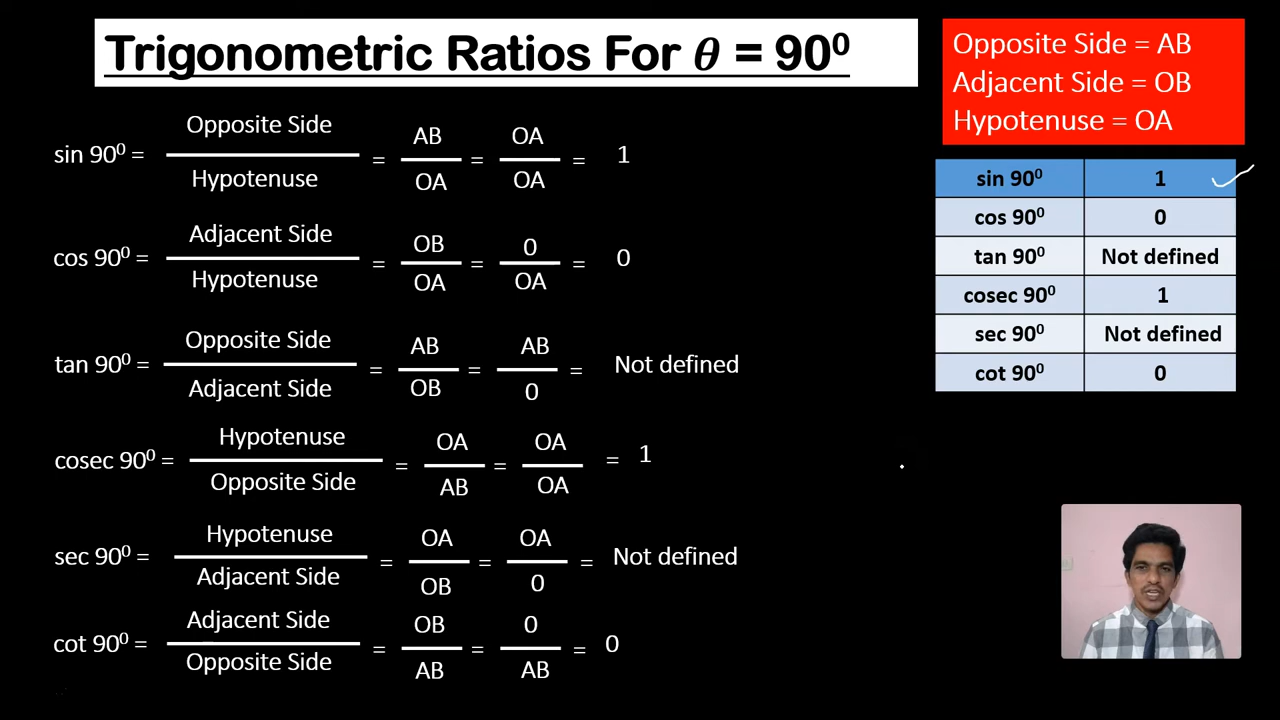 Trigonometric Ratios For θ = 90⁰
Opposite Side = AB
Adjacent Side = OB
Hypotenuse = OA
sin 90⁰ = Opposite Side / Hypotenuse = AB / OA = OA / OA = 1
cos 90⁰ = Adjacent Side / Hypotenuse = OB / OA = 0 / OA = 0
tan 90⁰ = Opposite Side / Adjacent Side = AB / OB = AB / 0 = Not defined
cosec 90⁰ = Hypotenuse / Opposite Side = OA / AB = OA / OA = 1
sec 90⁰ = Hypotenuse / Adjacent Side = OA / OB = OA / 0 = Not defined
cot 90⁰ = Adjacent Side / Opposite Side = OB / AB = 0 / AB = 0
sin 90⁰ 1
cos 90⁰ 0
tan 90⁰ Not defined
cosec 90⁰ 1
sec 90⁰ Not defined
cot 90⁰ 0